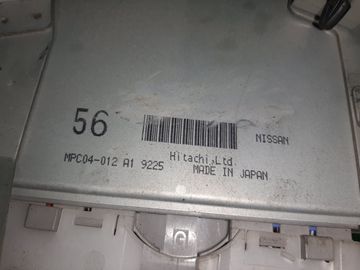 56
NISSAN
Hitachi,Ltd.
MPC04-012 A1 9225 MADE IN JAPAN